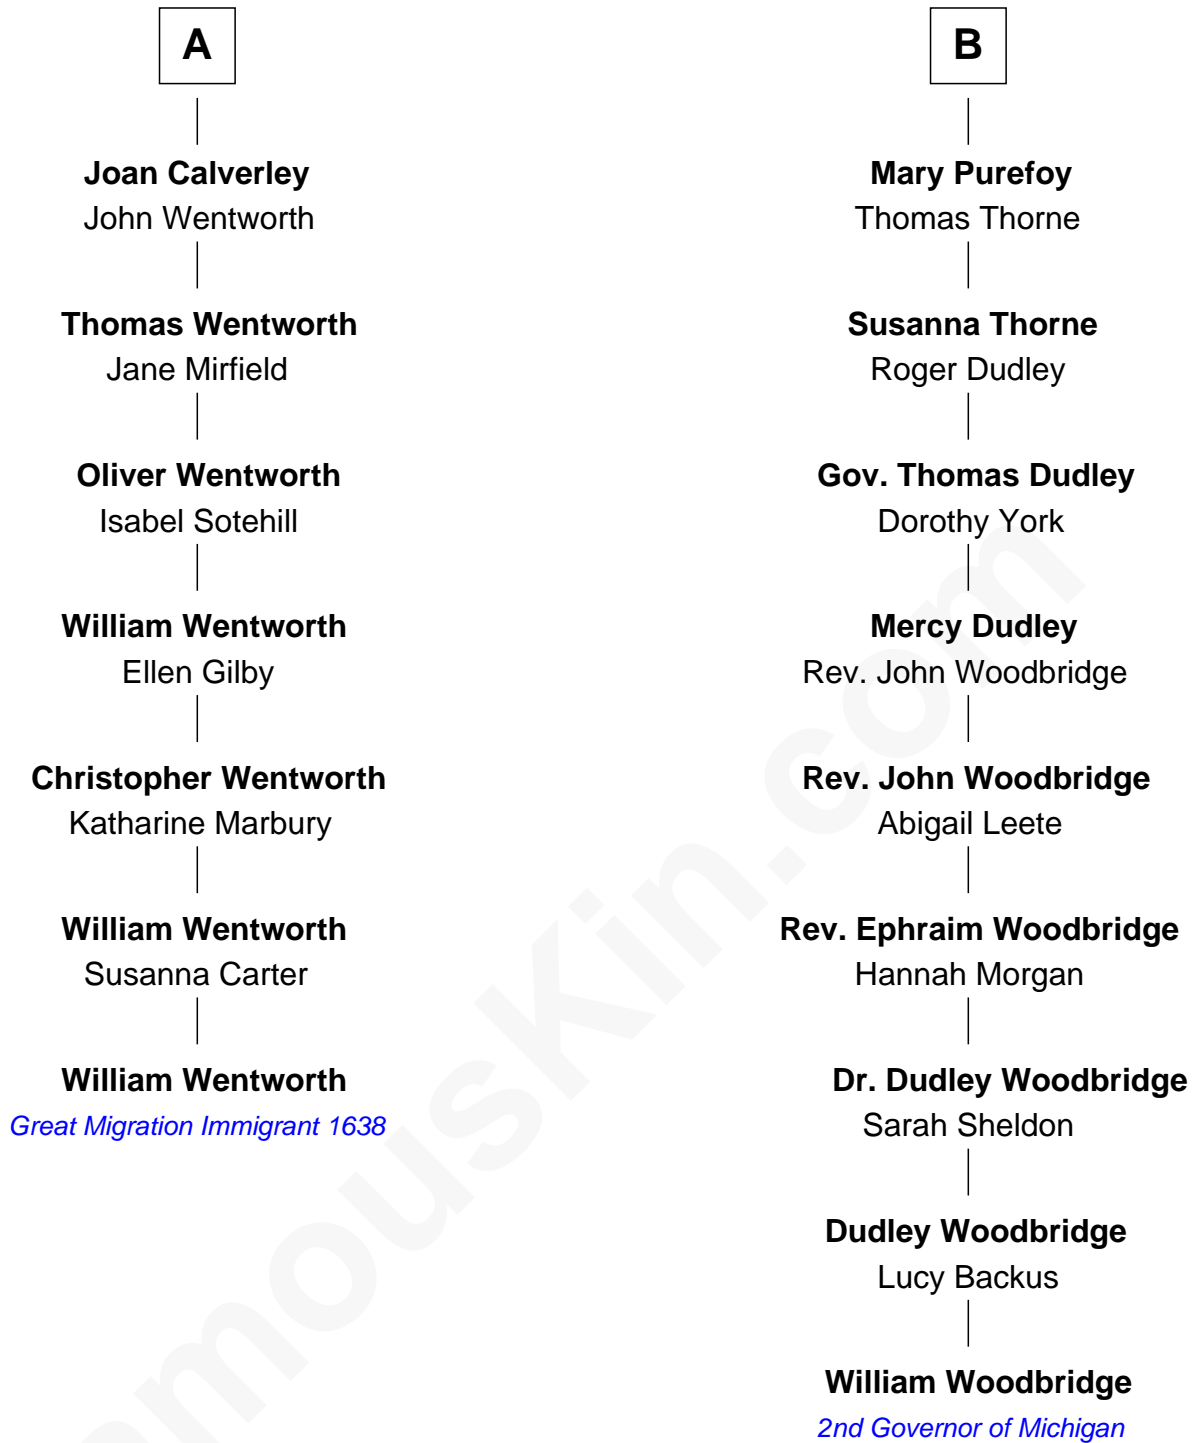 A
Joan Calverley
John Wentworth
Thomas Wentworth
Jane Mirfield
Oliver Wentworth
Isabel Sotehill
William Wentworth
Ellen Gilby
Christopher Wentworth
Katharine Marbury
William Wentworth
Susanna Carter
William Wentworth
Great Migration Immigrant 1638
B
Mary Purefoy
Thomas Thorne
Susanna Thorne
Roger Dudley
Gov. Thomas Dudley
Dorothy York
Mercy Dudley
Rev. John Woodbridge
Rev. John Woodbridge
Abigail Leete
Rev. Ephraim Woodbridge
Hannah Morgan
Dr. Dudley Woodbridge
Sarah Sheldon
Dudley Woodbridge
Lucy Backus
William Woodbridge
2nd Governor of Michigan
amouskin.com